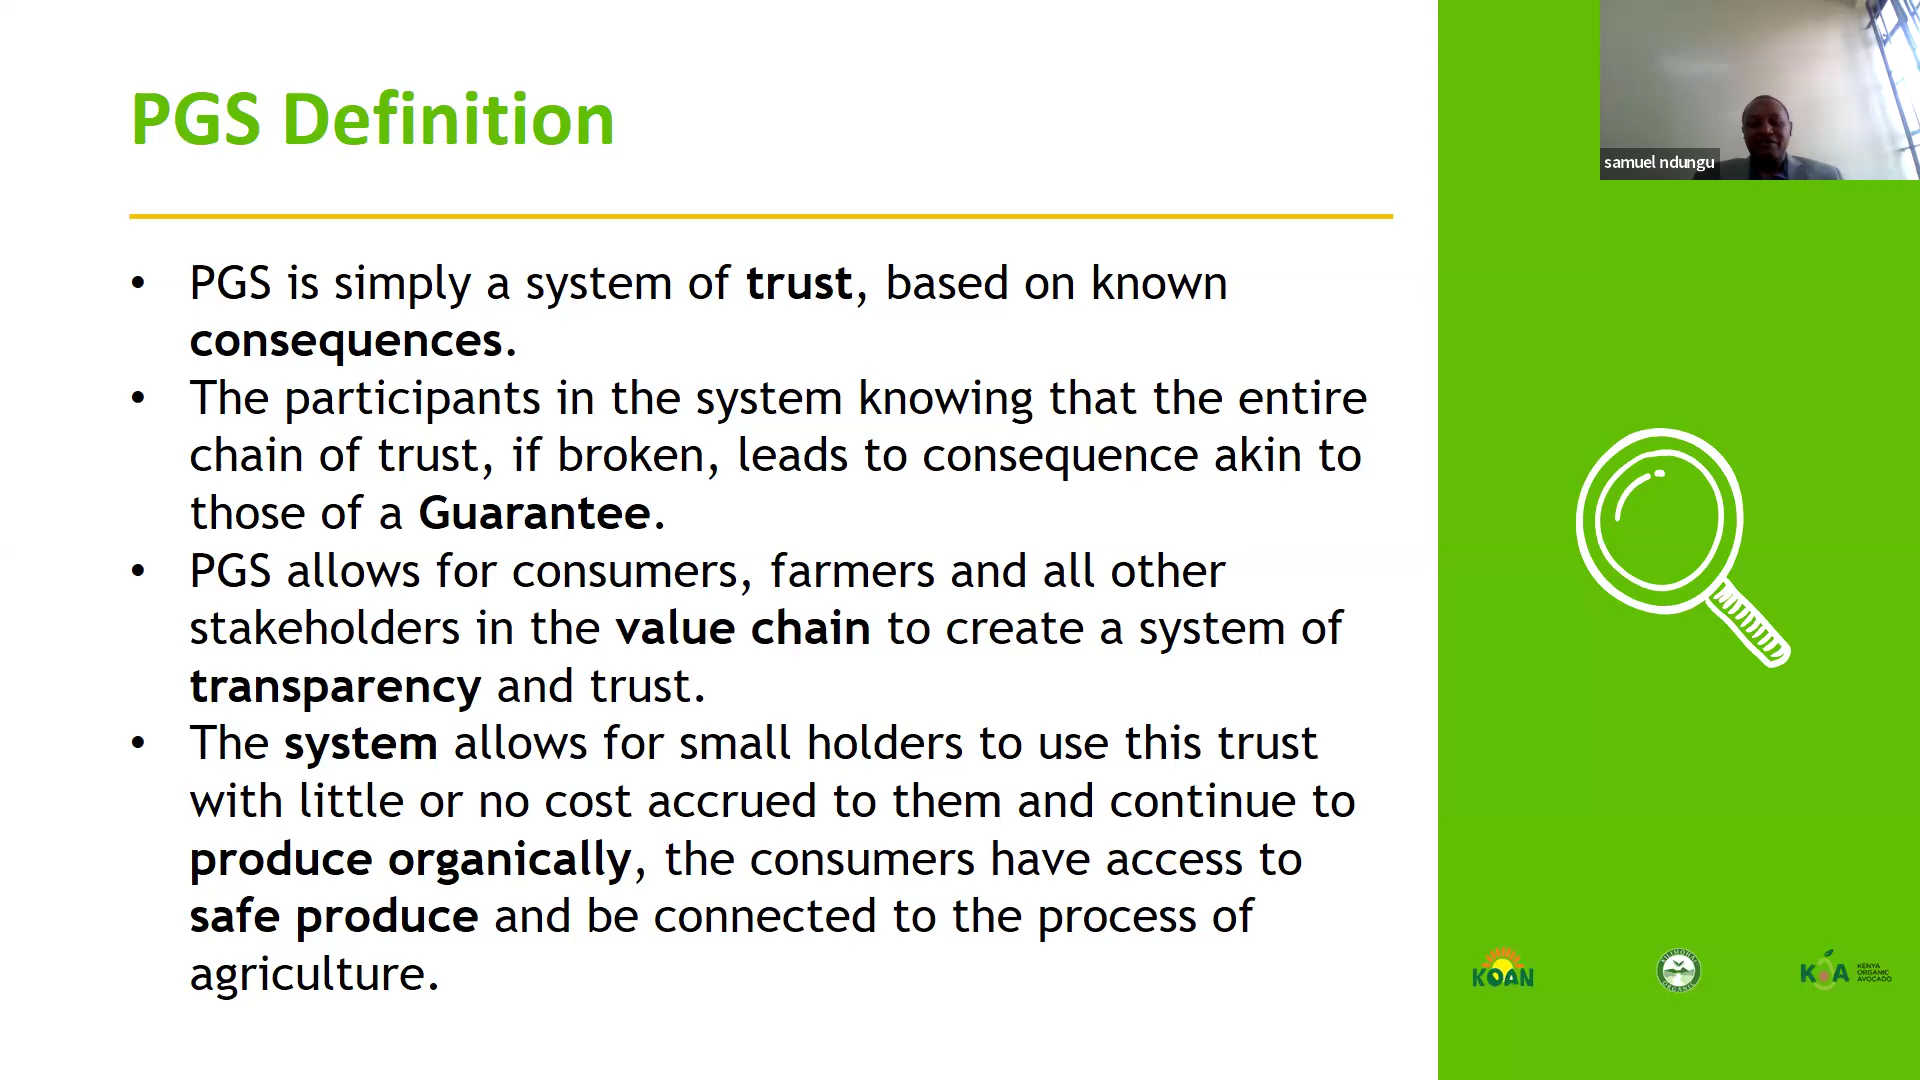 PGS Definition
samuel ndungu
• PGS is simply a system of trust, based on known
consequences.
• The participants in the system knowing that the entire
chain of trust, if broken, leads to consequence akin to
those of a Guarantee.
• PGS allows for consumers, farmers and all other
stakeholders in the value chain to create a system of
transparency and trust.
• The system allows for small holders to use this trust
with little or no cost accrued to them and continue to
produce organically, the consumers have access to
safe produce and be connected to the process of
agriculture.
KOAN
ORGANIC
KOA
KENYA
ORGANIC
AVOCADO